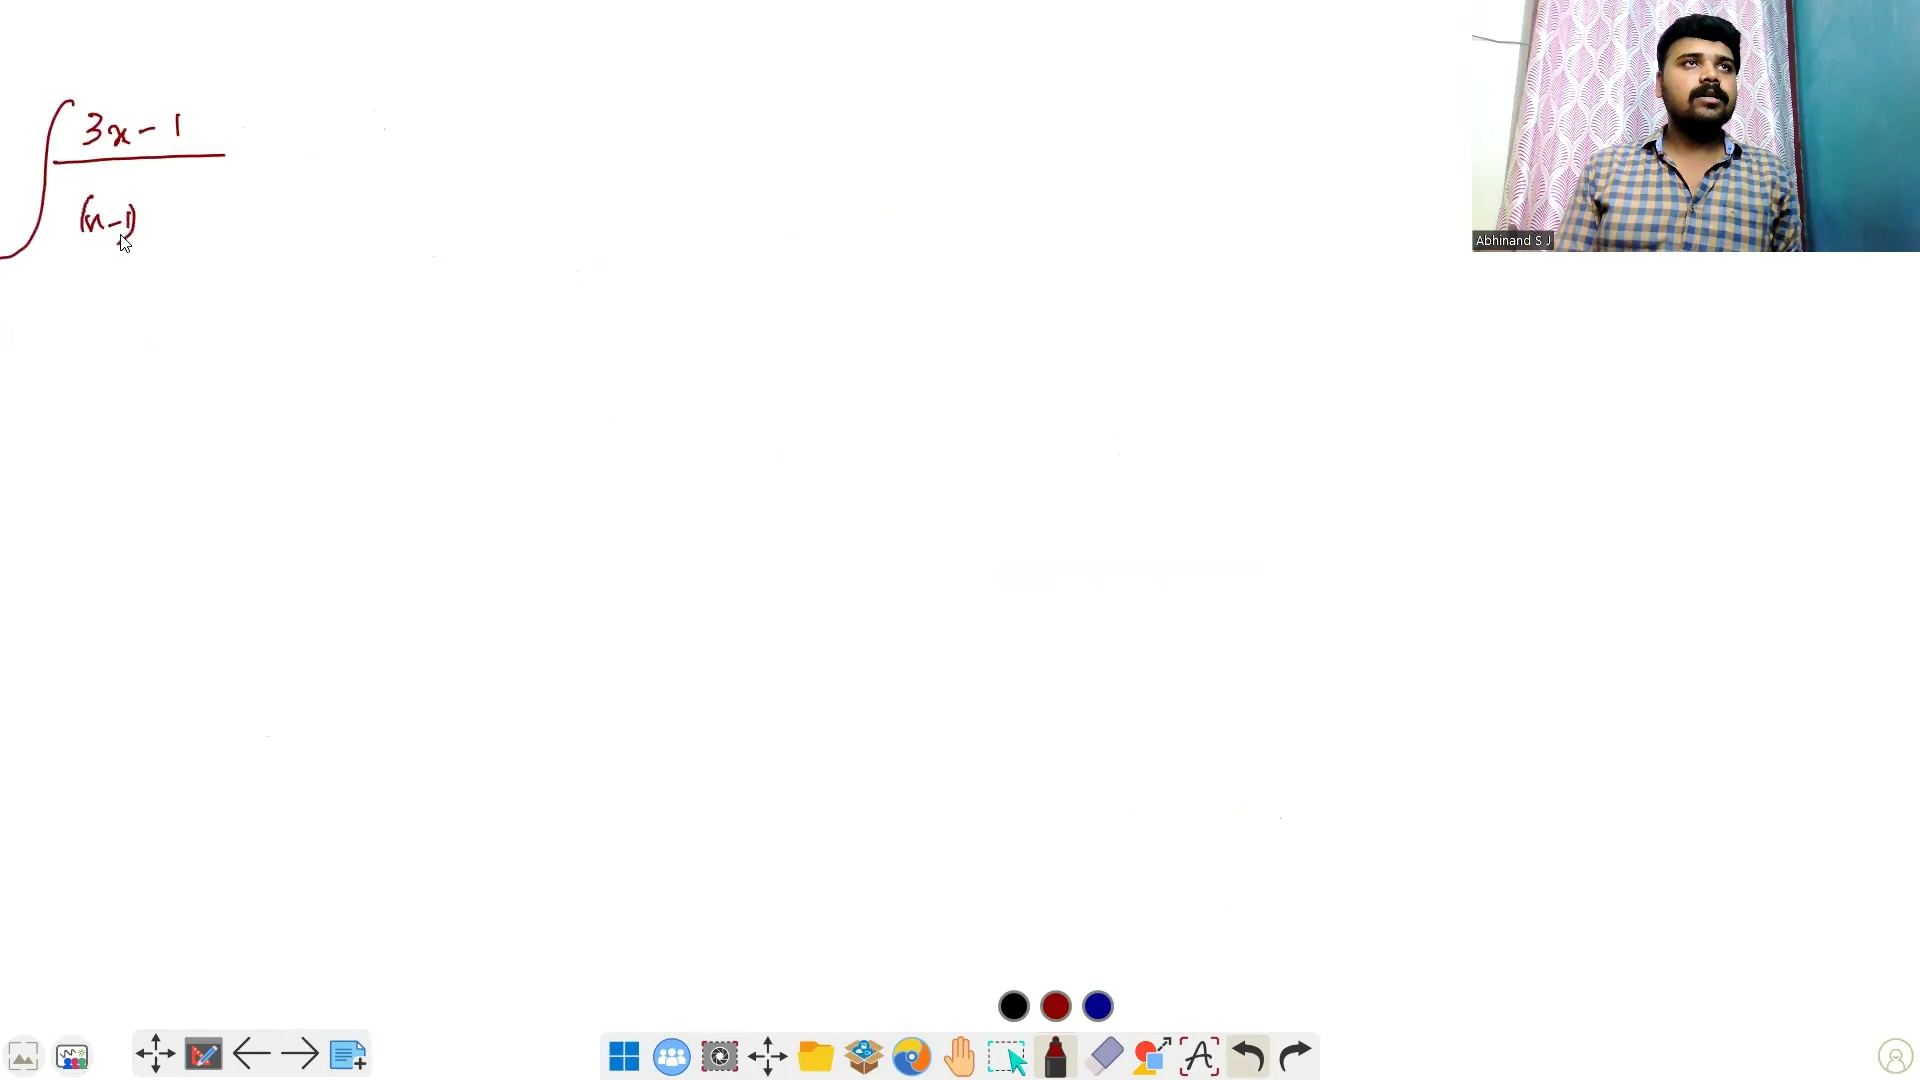 ∫ 3x - 1
(x-1)
Abhinand S J